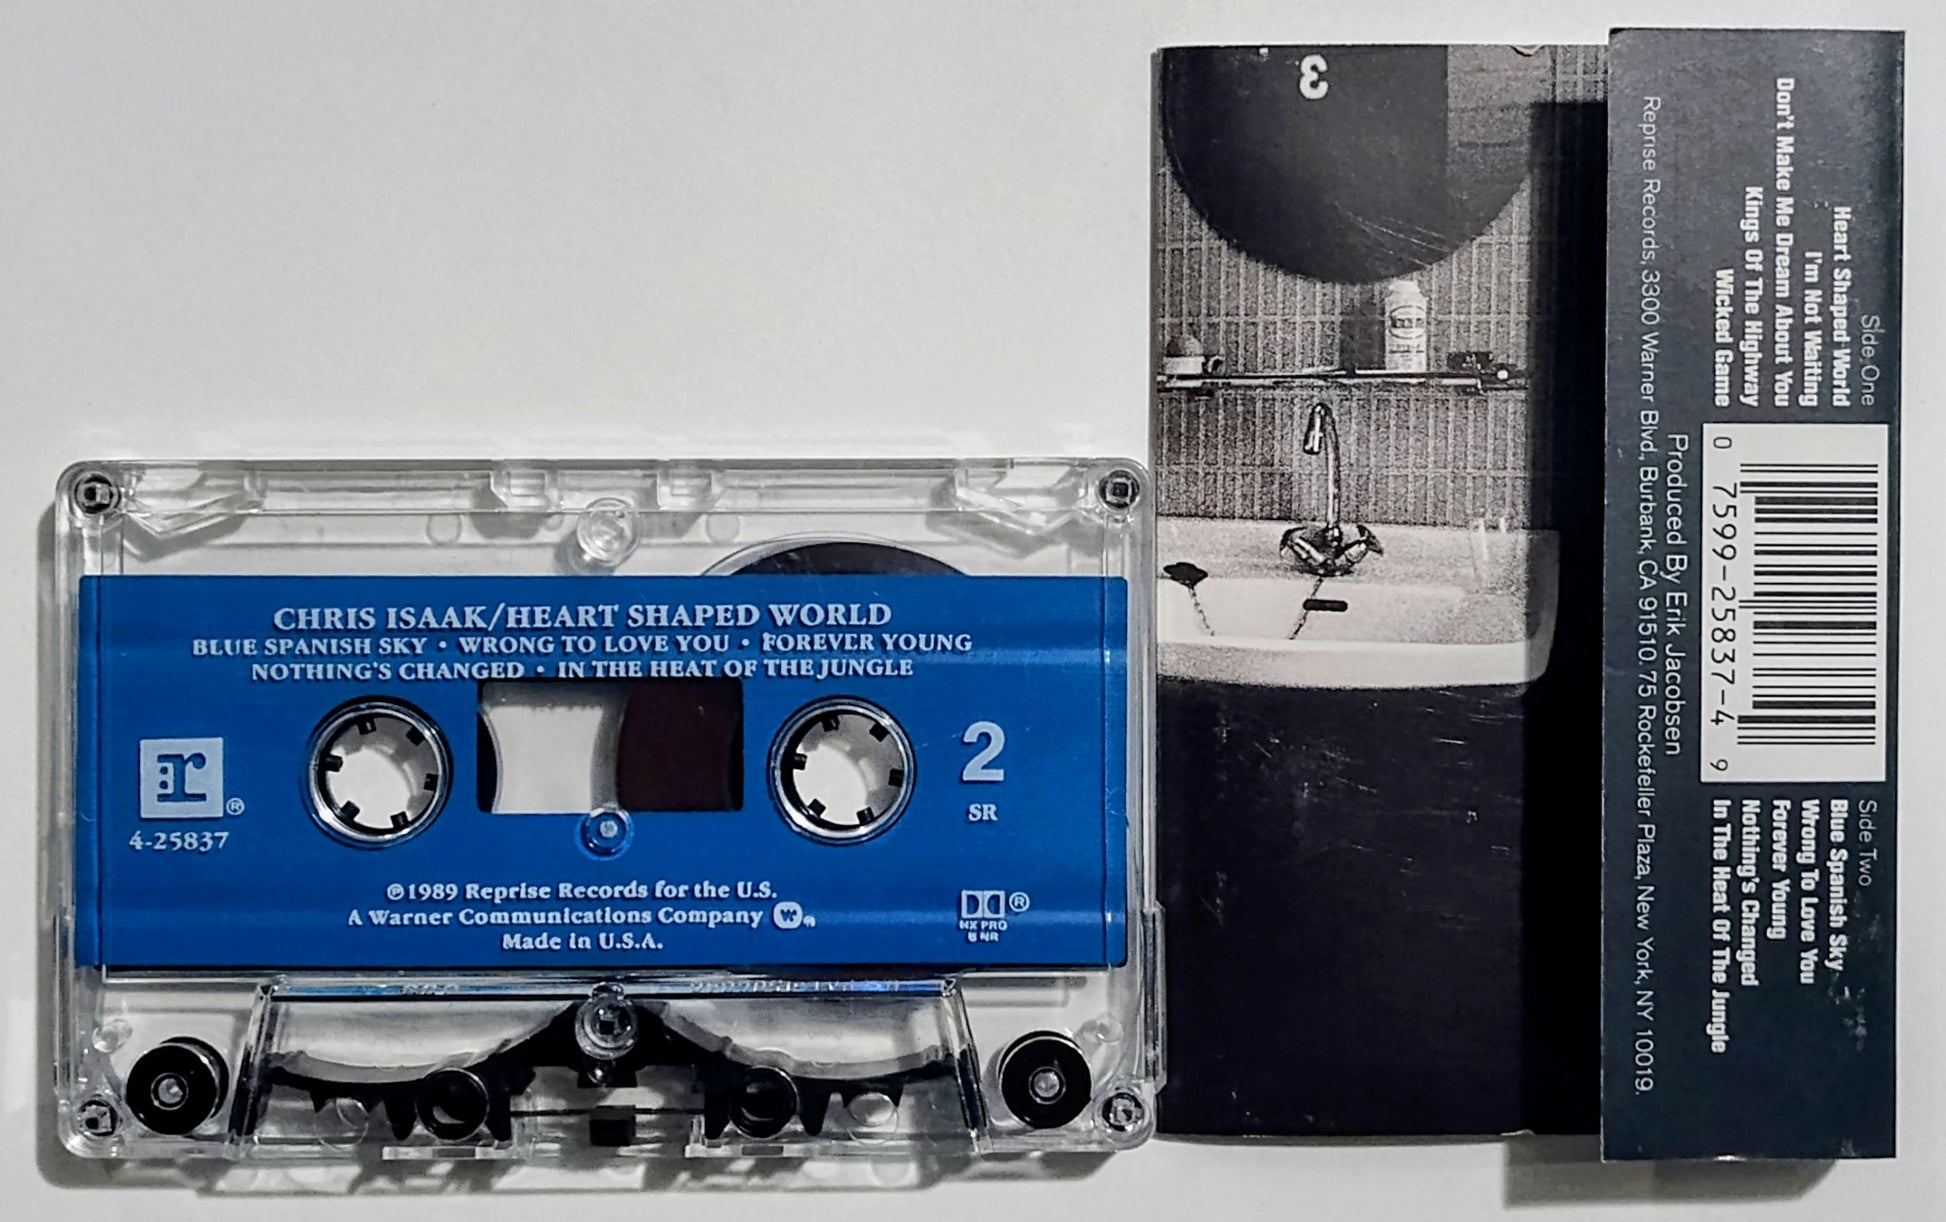 CHRIS ISAAK/HEART SHAPED WORLD
BLUE SPANISH SKY • WRONG TO LOVE YOU • FOREVER YOUNG
NOTHING'S CHANGED • IN THE HEAT OF THE JUNGLE
r ®
4-25837
2
SR
℗1989 Reprise Records for the U.S.
A Warner Communications Company
Made in U.S.A.
®
HX PRO
B NR
3
Side One
Heart Shaped World
I'm Not Waiting
Don't Make Me Dream About You
Kings Of The Highway
Wicked Game
0 7599-25837-4 9
Side Two
Blue Spanish Sky
Wrong To Love You
Forever Young
Nothing's Changed
In The Heat Of The Jungle
Produced By Erik Jacobsen
Reprise Records, 3300 Warner Blvd., Burbank, CA 91510. 75 Rockefeller Plaza, New York, NY 10019.